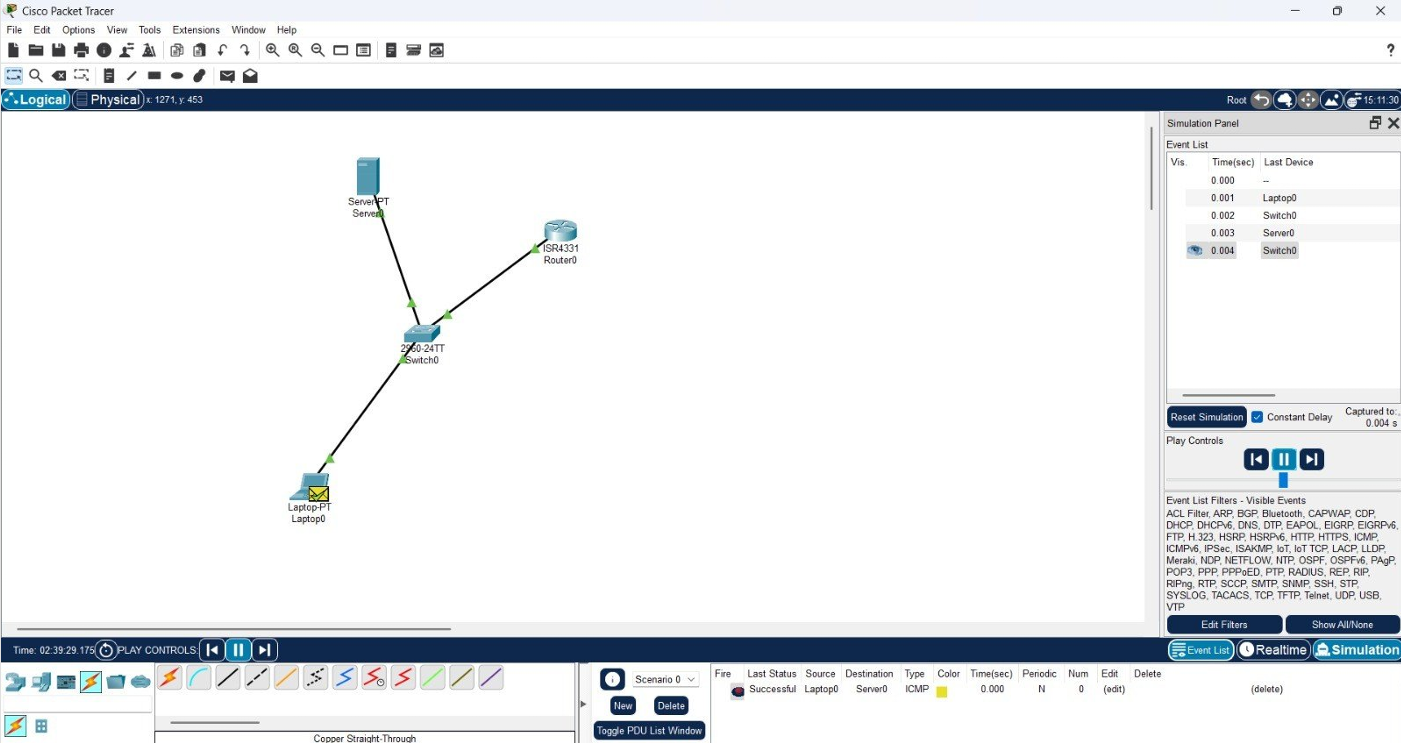 Cisco Packet Tracer
File Edit Options View Tools Extensions Window Help
?
Logical Physical x: 1271, y: 453
Root 15:11:30
Simulation Panel
Event List
Vis. Time(sec) Last Device
0.000 --
0.001 Laptop0
0.002 Switch0
0.003 Server0
0.004 Switch0
Server-PT
Server0
ISR4331
Router0
2960-24TT
Switch0
Laptop-PT
Laptop0
Reset Simulation Constant Delay Captured to:
0.004 s
Play Controls
Event List Filters - Visible Events
ACL Filter, ARP, BGP, Bluetooth, CAPWAP, CDP,
DHCP, DHCPv6, DNS, DTP, EAPOL, EIGRP, EIGRPv6,
FTP, H.323, HSRP, HSRPv6, HTTP, HTTPS, ICMP,
ICMPv6, IPSec, ISAKMP, IoT, IoT TCP, LACP, LLDP,
Meraki, NDP, NETFLOW, NTP, OSPF, OSPFv6, PAgP,
POP3, PPP, PPPoED, PTP, RADIUS, REP, RIP,
RIPng, RTP, SCCP, SMTP, SNMP, SSH, STP,
SYSLOG, TACACS, TCP, TFTP, Telnet, UDP, USB,
VTP
Edit Filters Show All/None
Time: 02:39:29.175 PLAY CONTROLS:
Event List Realtime Simulation
Scenario 0
New Delete
Toggle PDU List Window
Fire Last Status Source Destination Type Color Time(sec) Periodic Num Edit Delete
Successful Laptop0 Server0 ICMP 0.000 N 0 (edit) (delete)
Copper Straight-Through